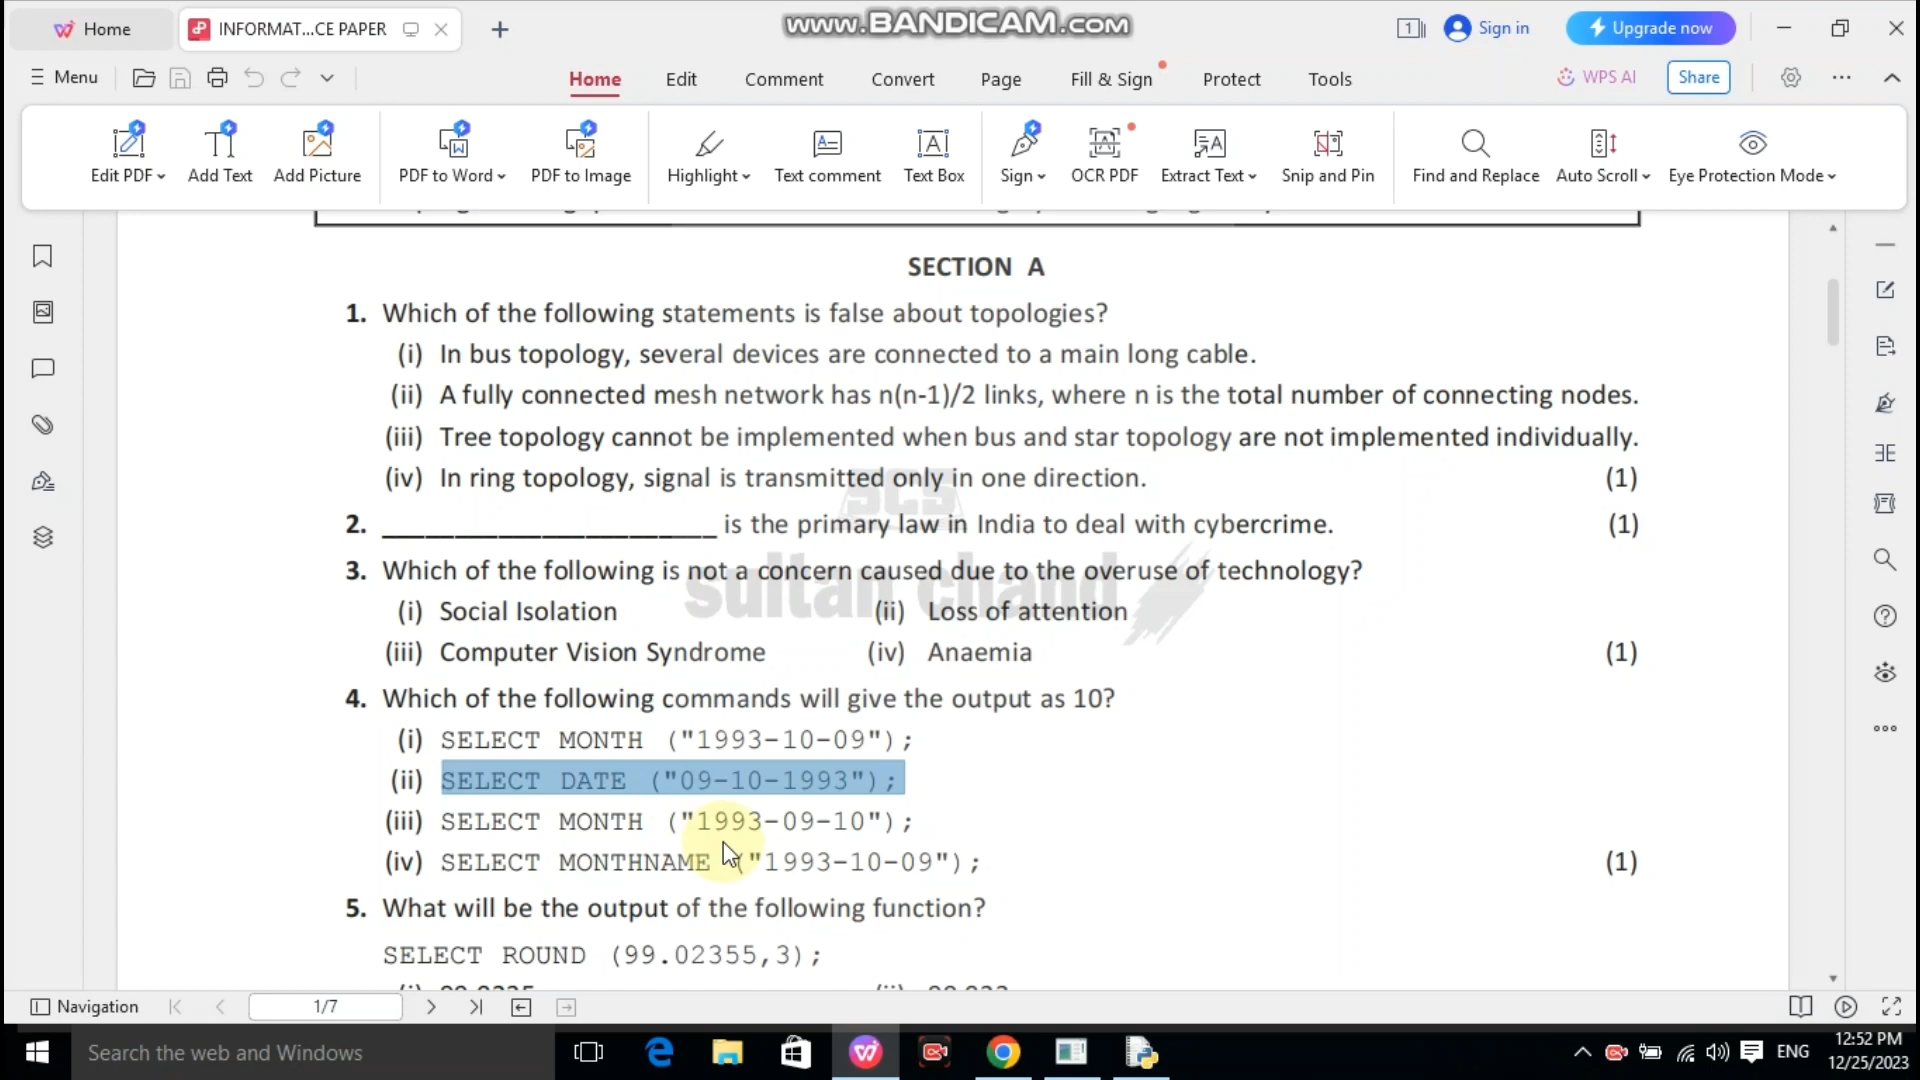 Home
INFORMAT...CE PAPER
www.BANDICAM.com
1
Sign in
Upgrade now
Menu
Home
Edit
Comment
Convert
Page
Fill & Sign
Protect
Tools
WPS AI
Share
Edit PDF
Add Text
Add Picture
PDF to Word
PDF to Image
Highlight
Text comment
Text Box
Sign
OCR PDF
Extract Text
Snip and Pin
Find and Replace
Auto Scroll
Eye Protection Mode
SECTION A
1. Which of the following statements is false about topologies?
(i) In bus topology, several devices are connected to a main long cable.
(ii) A fully connected mesh network has n(n-1)/2 links, where n is the total number of connecting nodes.
(iii) Tree topology cannot be implemented when bus and star topology are not implemented individually.
(iv) In ring topology, signal is transmitted only in one direction. (1)
SCS
2. ______________________ is the primary law in India to deal with cybercrime. (1)
3. Which of the following is not a concern caused due to the overuse of technology?
sultan chand
(i) Social Isolation (ii) Loss of attention
(iii) Computer Vision Syndrome (iv) Anaemia (1)
4. Which of the following commands will give the output as 10?
(i) SELECT MONTH ("1993-10-09");
(ii) SELECT DATE ("09-10-1993");
(iii) SELECT MONTH ("1993-09-10");
(iv) SELECT MONTHNAME ("1993-10-09"); (1)
5. What will be the output of the following function?
SELECT ROUND (99.02355,3);
Navigation
1/7
Search the web and Windows
ENG
12:52 PM
12/25/2023